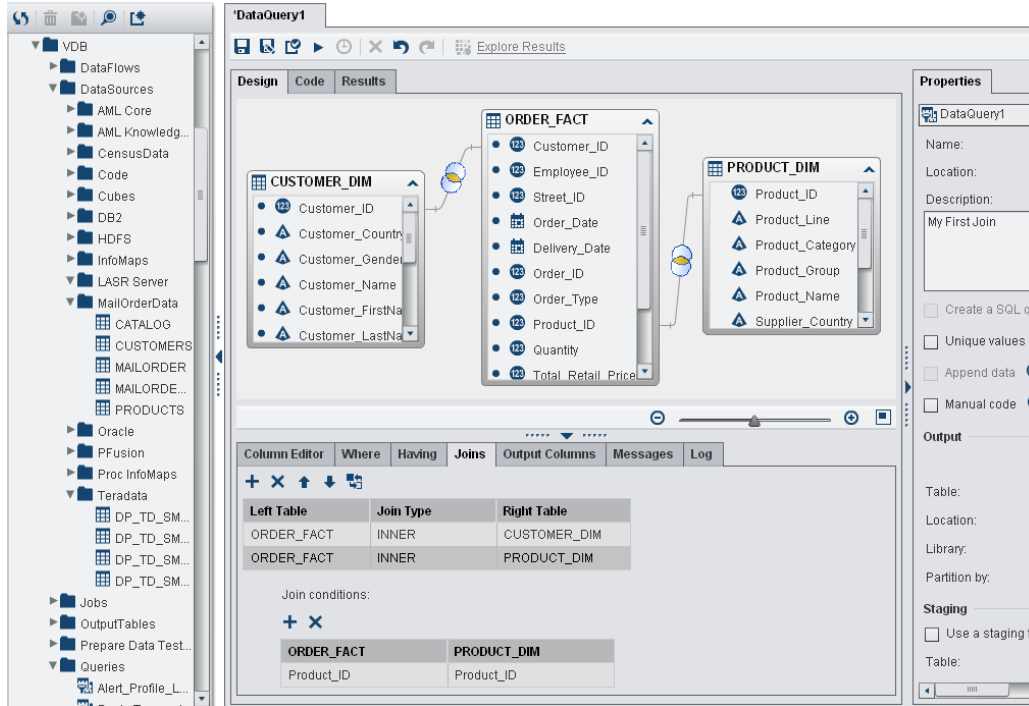 VDB
DataFlows
DataSources
AML Core
AML Knowledg...
CensusData
Code
Cubes
DB2
HDFS
InfoMaps
LASR Server
MailOrderData
CATALOG
CUSTOMERS
MAILORDER
MAILORDE...
PRODUCTS
Oracle
PFusion
Proc InfoMaps
Teradata
DP_TD_SM...
DP_TD_SM...
DP_TD_SM...
DP_TD_SM...
Jobs
OutputTables
Prepare Data Test...
Queries
Alert_Profile_L...
*DataQuery1
Explore Results
Design Code Results
CUSTOMER_DIM
Customer_ID
Customer_Country
Customer_Gender
Customer_Name
Customer_FirstNa
Customer_LastNa
ORDER_FACT
Customer_ID
Employee_ID
Street_ID
Order_Date
Delivery_Date
Order_ID
Order_Type
Product_ID
Quantity
Total_Retail_Price
PRODUCT_DIM
Product_ID
Product_Line
Product_Category
Product_Group
Product_Name
Supplier_Country
Column Editor Where Having Joins Output Columns Messages Log
Left Table Join Type Right Table
ORDER_FACT INNER CUSTOMER_DIM
ORDER_FACT INNER PRODUCT_DIM
Join conditions:
ORDER_FACT PRODUCT_DIM
Product_ID Product_ID
Properties
DataQuery1
Name:
Location:
Description:
My First Join
Create a SQL q
Unique values
Append data
Manual code
Output
Table:
Location:
Library:
Partition by:
Staging
Use a staging t
Table: